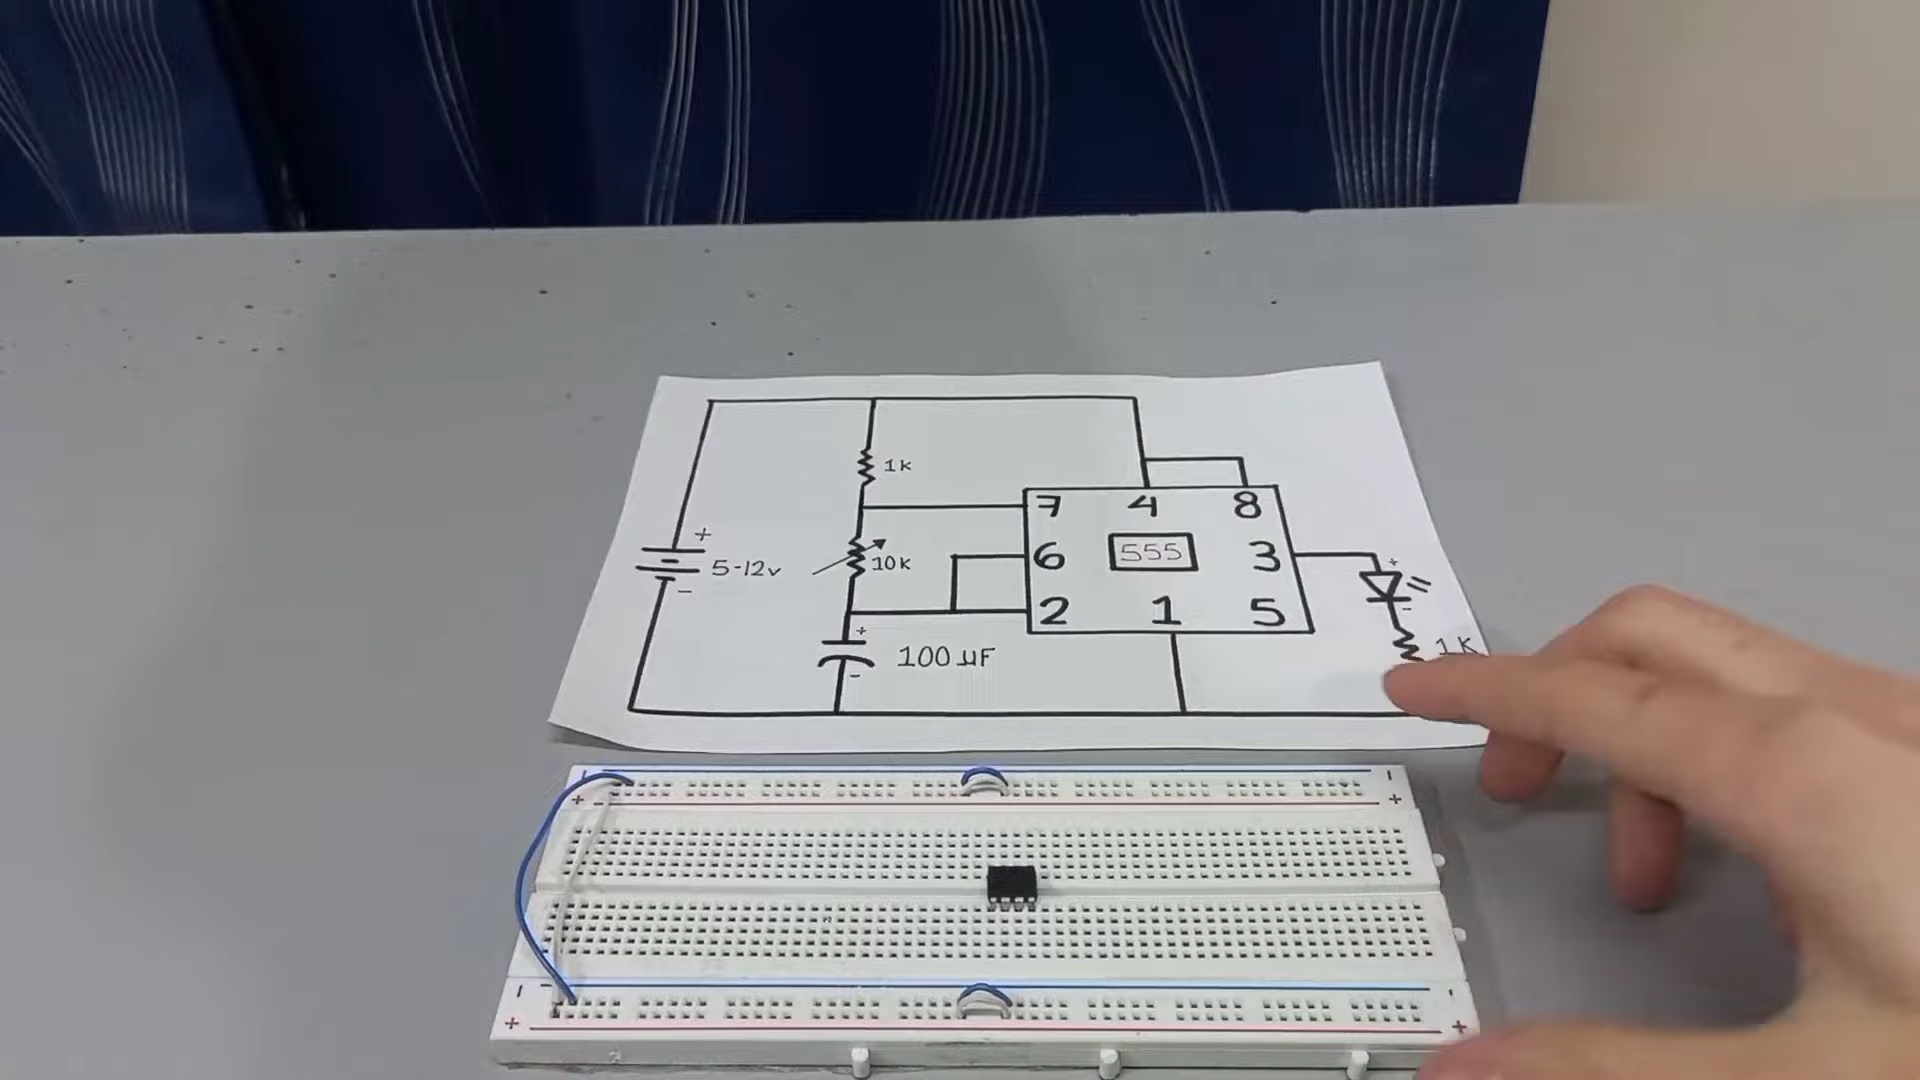 1k
+
5-12v
-
10k
+
100 µF
-
7 4 8
6 555 3
2 1 5
+
-
1K
- -
+ +
- -
+ +